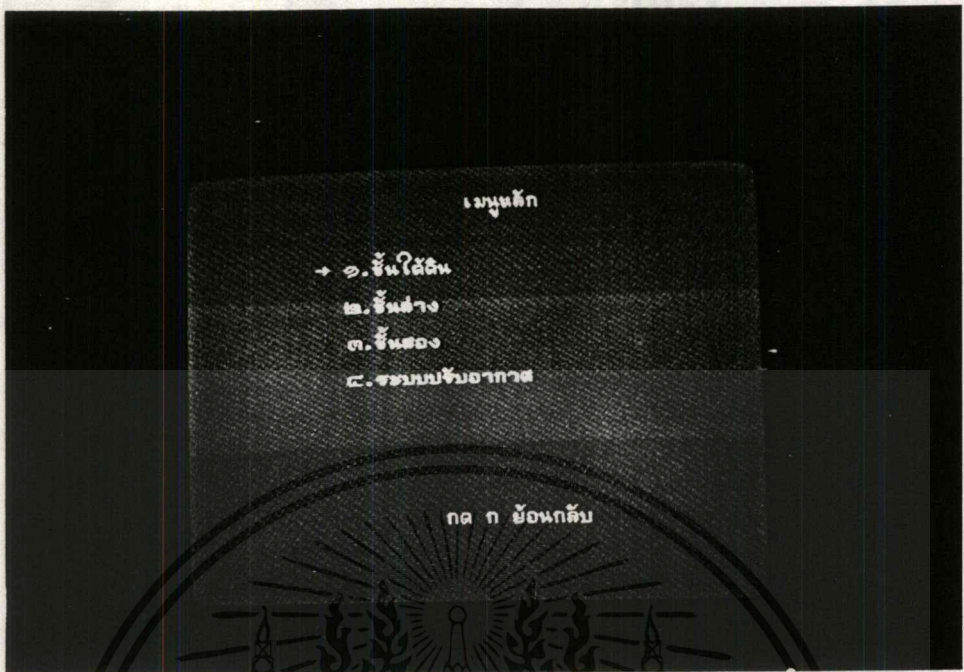 เมนูหลัก
→ ๑.ชั้นใต้ดิน
๒.ชั้นล่าง
๓.ชั้นสอง
๔.ระบบปรับอากาศ
กด ก ย้อนกลับ